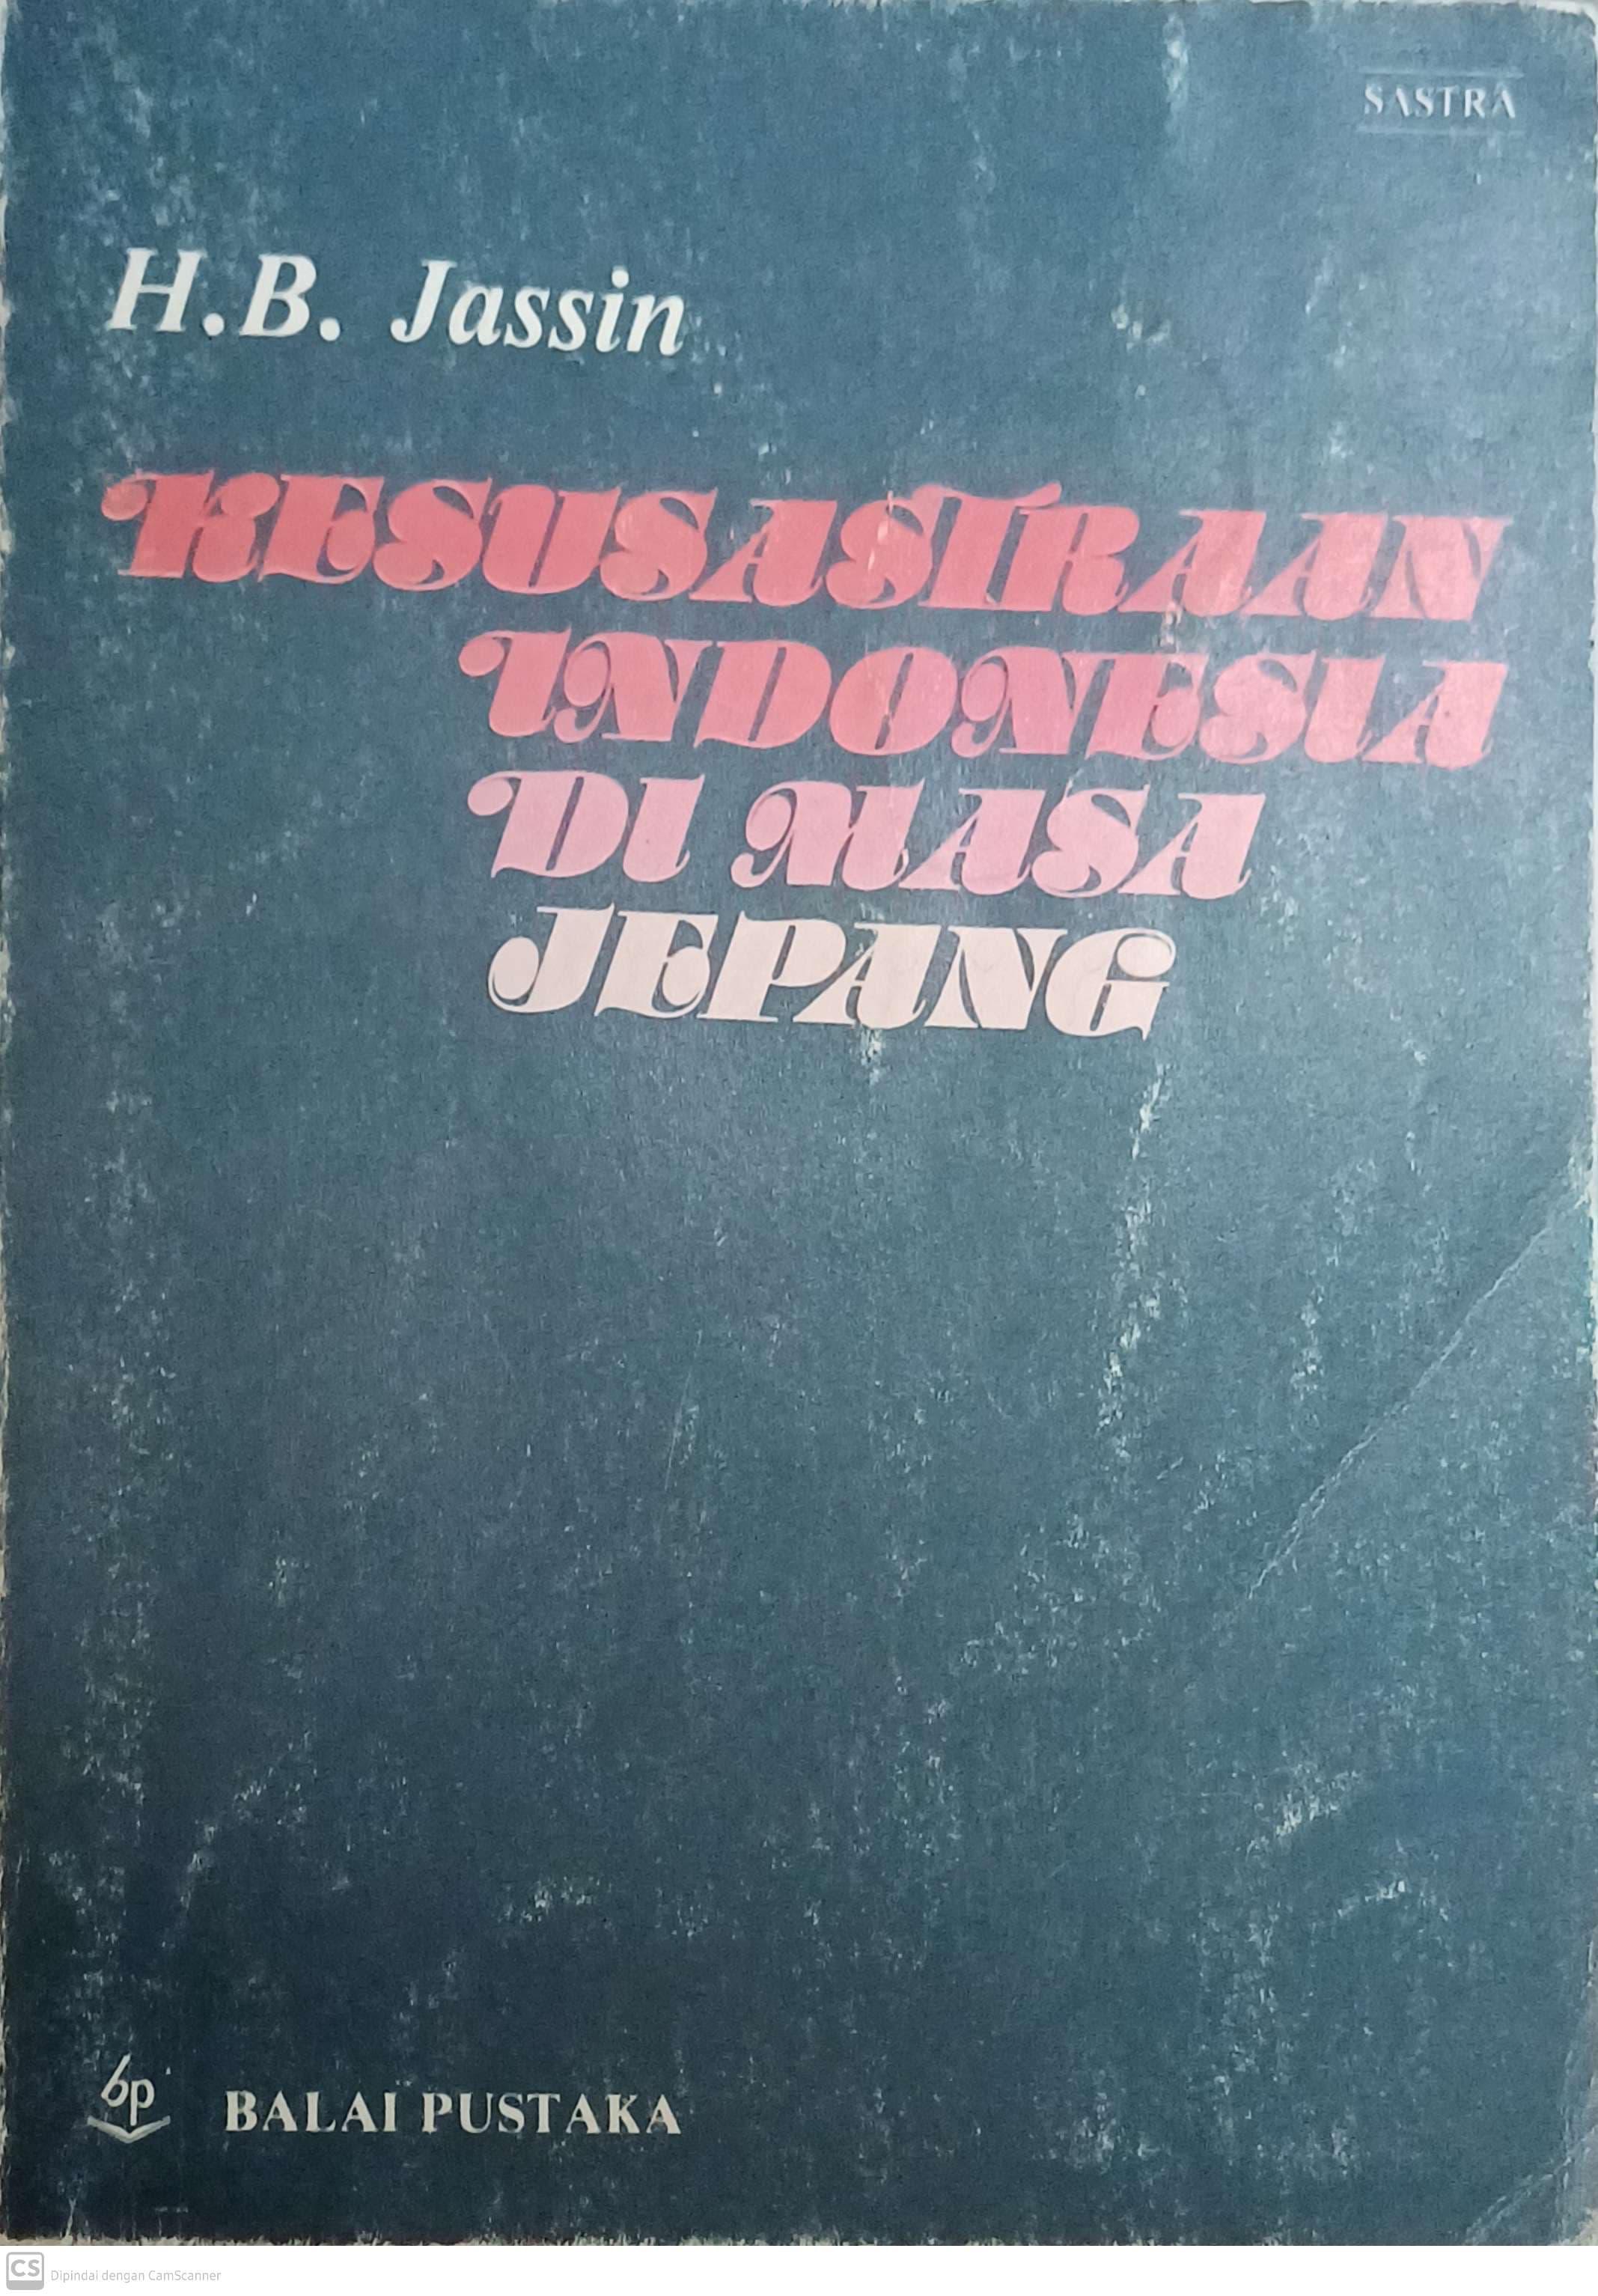 SASTRA
H.B. Jassin
KESUSASTRAAN
INDONESIA
DI MASA
JEPANG
bp BALAI PUSTAKA
CS Dipindai dengan CamScanner